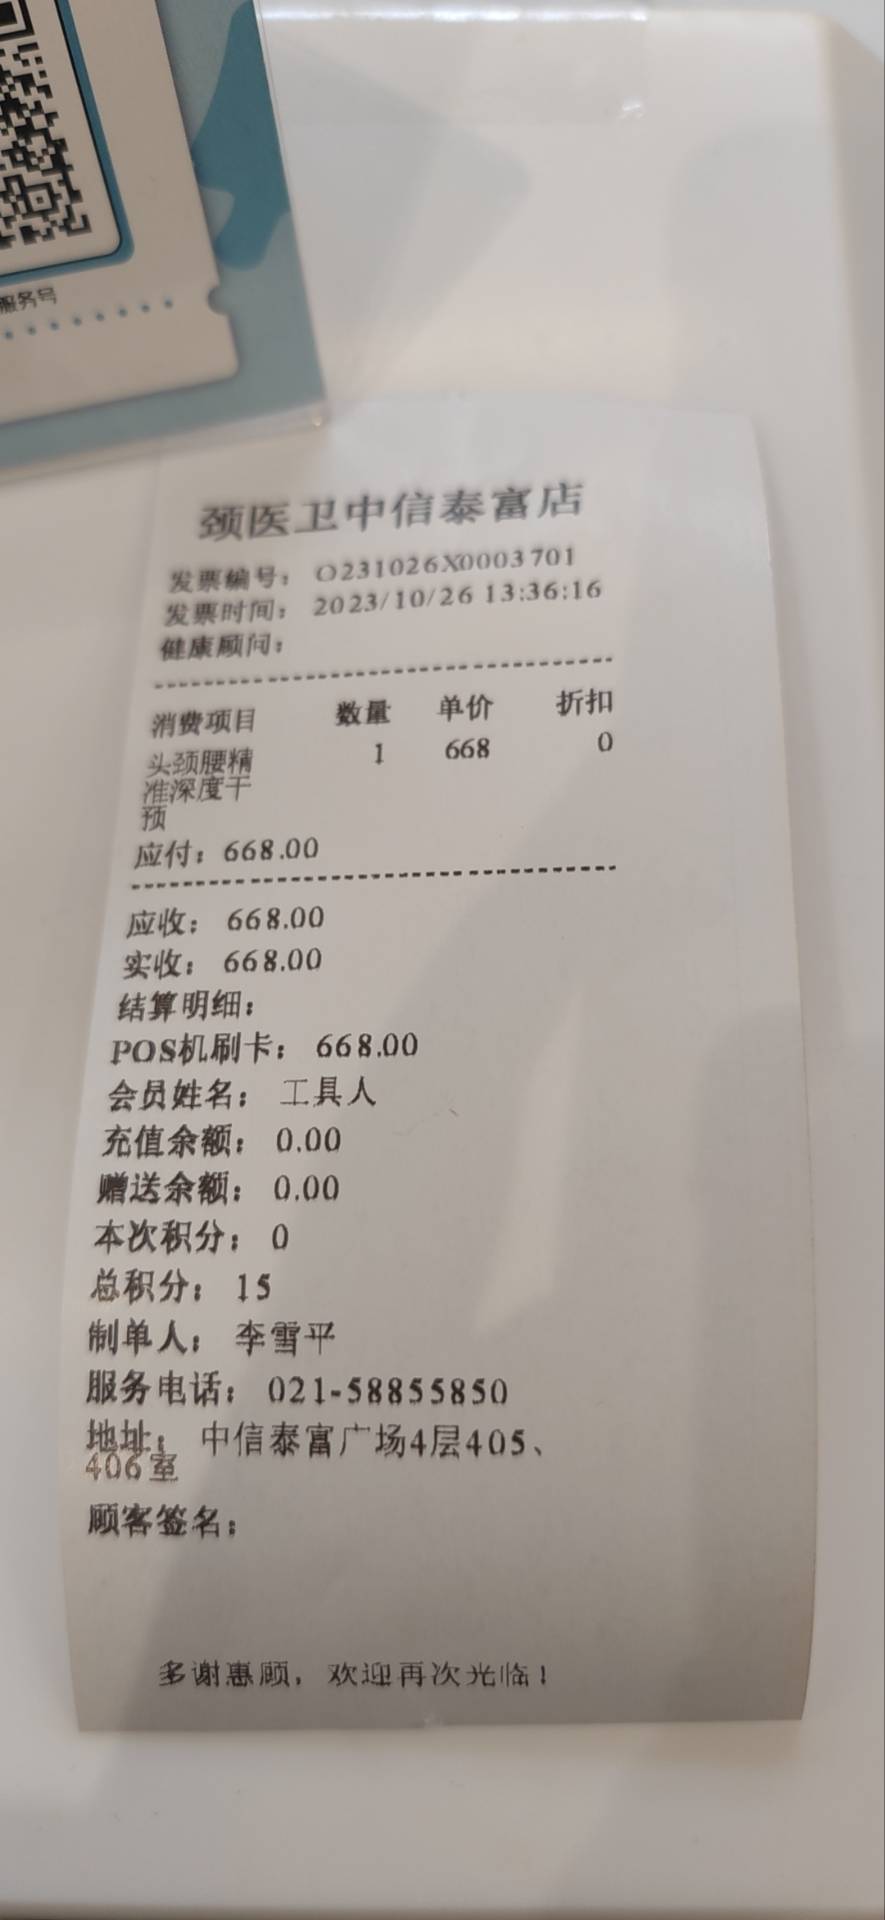 服务号
颈医卫中信泰富店
发票编号： O231026X0003701
发票时间： 2023/10/26 13:36:16
健康顾问：
消费项目 数量 单价 折扣
头颈腰精 1 668 0
准深度干
预
应付：668.00
应收： 668.00
实收： 668.00
结算明细：
POS机刷卡： 668.00
会员姓名： 工具人
充值余额： 0.00
赠送余额： 0.00
本次积分： 0
总积分： 15
制单人： 李雪平
服务电话： 021-58855850
地址： 中信泰富广场4层405、
406室
顾客签名：
多谢惠顾，欢迎再次光临！